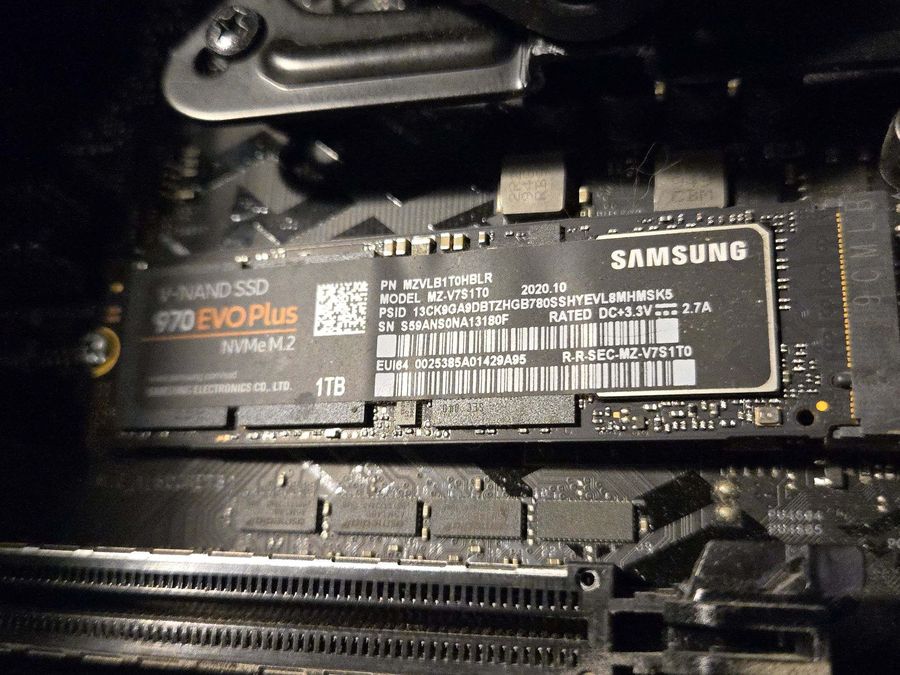 SAMSUNG
V-NAND SSD
970 EVO Plus
NVMe M.2
SAMSUNG ELECTRONICS CO., LTD.
1TB
PN MZVLB1T0HBLR
MODEL MZ-V7S1T0 2020.10
PSID 13CK9GA9DBTZHGB780SSHYEVL8MHMSK5
SN S59ANS0NA13180F RATED DC+3.3V 2.7A
EUI64 0025385A01429A95 R-R-SEC-MZ-V7S1T0
9CMLB